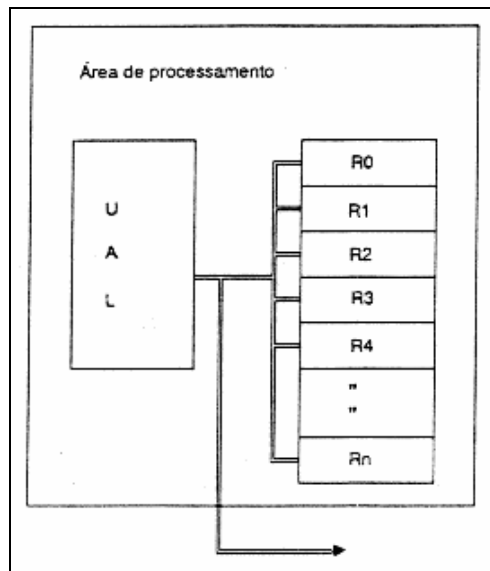 Área de processamento
U
A
L
R0
R1
R2
R3
R4
"
"
Rn